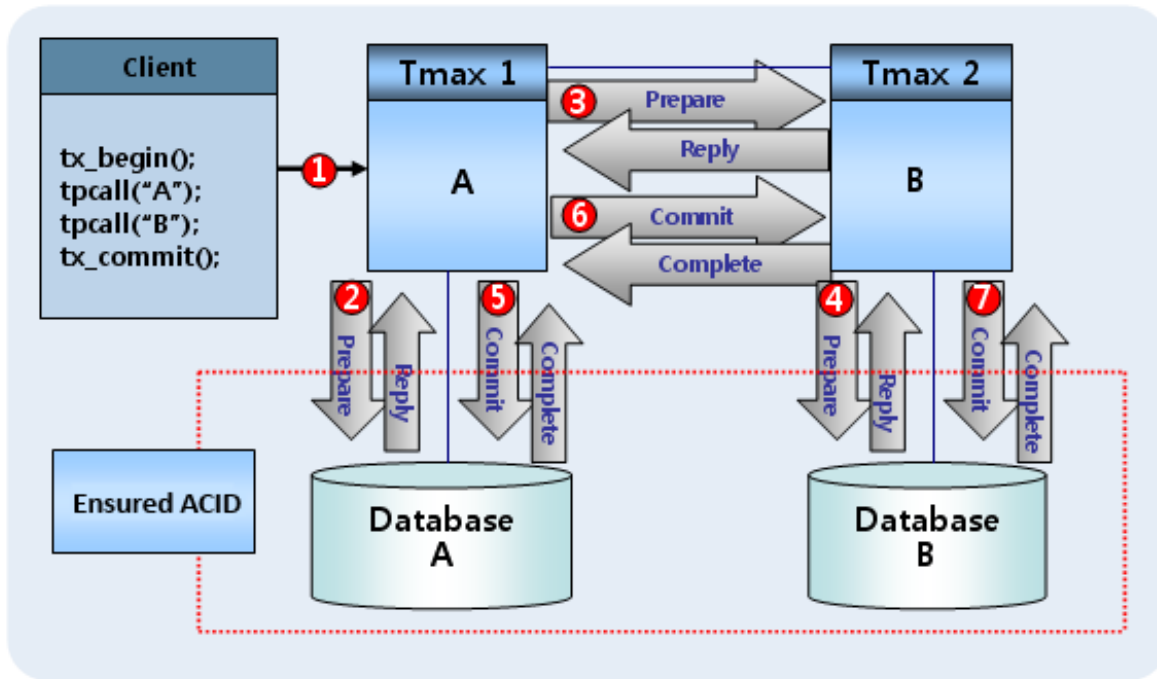 Client
tx_begin();
tpcall(“A”);
tpcall(“B”);
tx_commit();
1
Tmax 1
A
Tmax 2
B
3
Prepare
Reply
6
Commit
Complete
2
Prepare
Reply
5
Commit
Complete
4
Prepare
Reply
7
Commit
Complete
Ensured ACID
Database
A
Database
B